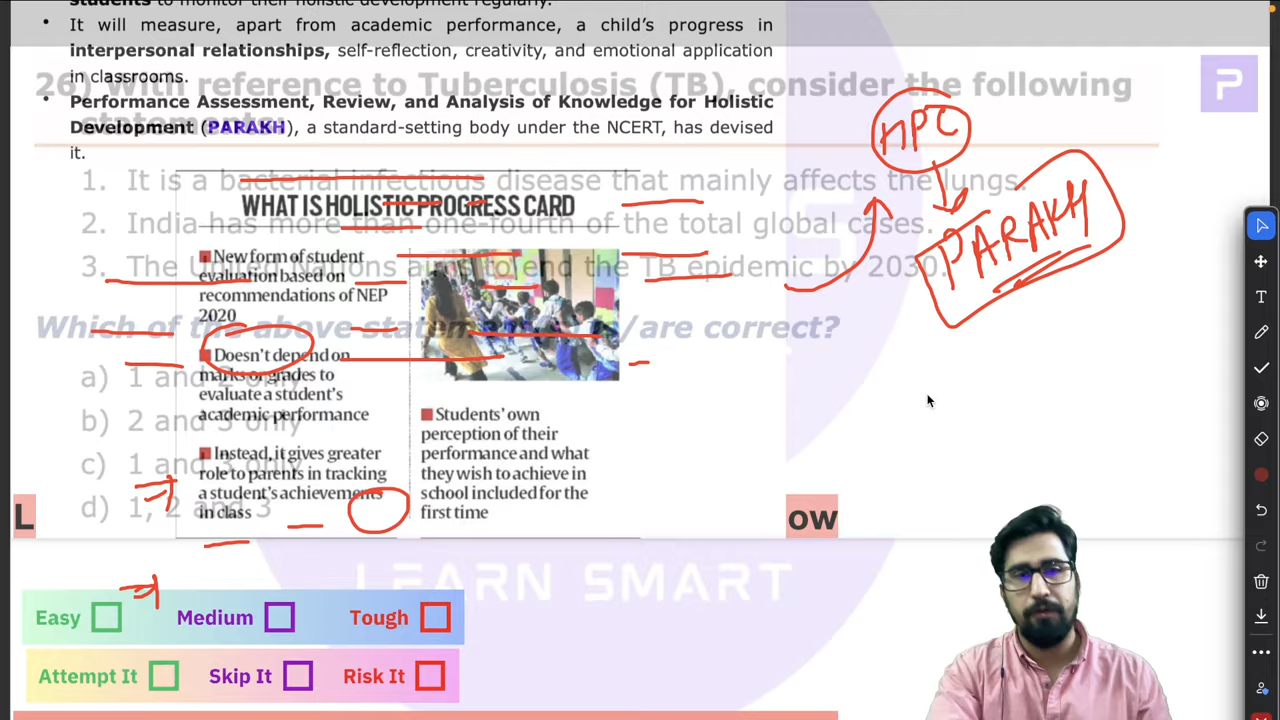 students to monitor their holistic development regularly.
• It will measure, apart from academic performance, a child's progress in
interpersonal relationships, self-reflection, creativity, and emotional application
in classrooms.
• Performance Assessment, Review, and Analysis of Knowledge for Holistic
Development (PARAKH), a standard-setting body under the NCERT, has devised
it.
WHAT IS HOLISTIC PROGRESS CARD
New form of student
evaluation based on
recommendations of NEP
2020
Doesn't depend on
marks or grades to
evaluate a student's
academic performance
Instead, it gives greater
role to parents in tracking
a student's achievements
in class
Students' own
perception of their
performance and what
they wish to achieve in
school included for the
first time
26) With reference to Tuberculosis (TB), consider the following
statements:
1. It is a bacterial infectious disease that mainly affects the lungs.
2. India has more than one-fourth of the total global cases.
3. The United Nations aims to end the TB epidemic by 2030.
Which of the above statements is/are correct?
a) 1 and 2 only
b) 2 and 3 only
c) 1 and 3 only
d) 1, 2 and 3
HPC
PARAKH
P
L
ow
LEARN SMART
Easy Medium Tough
Attempt It Skip It Risk It
T